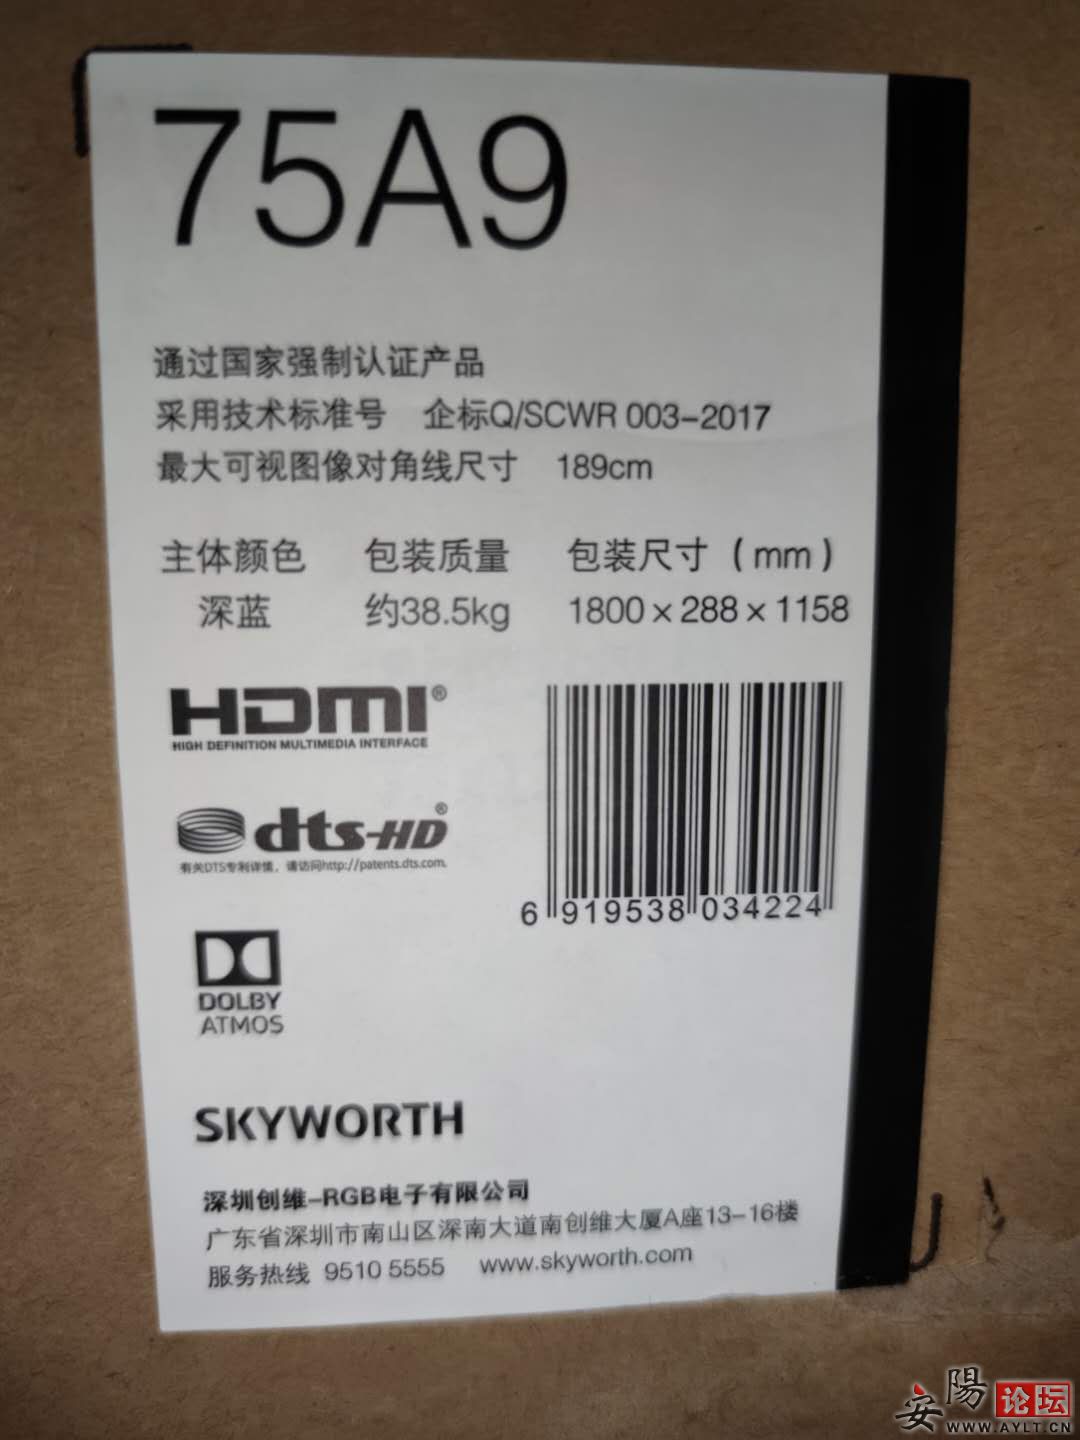 75A9
通过国家强制认证产品
采用技术标准号 企标Q/SCWR 003-2017
最大可视图像对角线尺寸 189cm
主体颜色 包装质量 包装尺寸（mm）
深蓝 约38.5kg 1800×288×1158
HDMI®
HIGH DEFINITION MULTIMEDIA INTERFACE
dts-HD®
有关DTS专利详情，请访问http://patents.dts.com.
6 919538 034224
DOLBY
ATMOS
SKYWORTH
深圳创维-RGB电子有限公司
广东省深圳市南山区深南大道南创维大厦A座13-16楼
服务热线 9510 5555 www.skyworth.com
安陽论坛
WWW.AYLT.CN